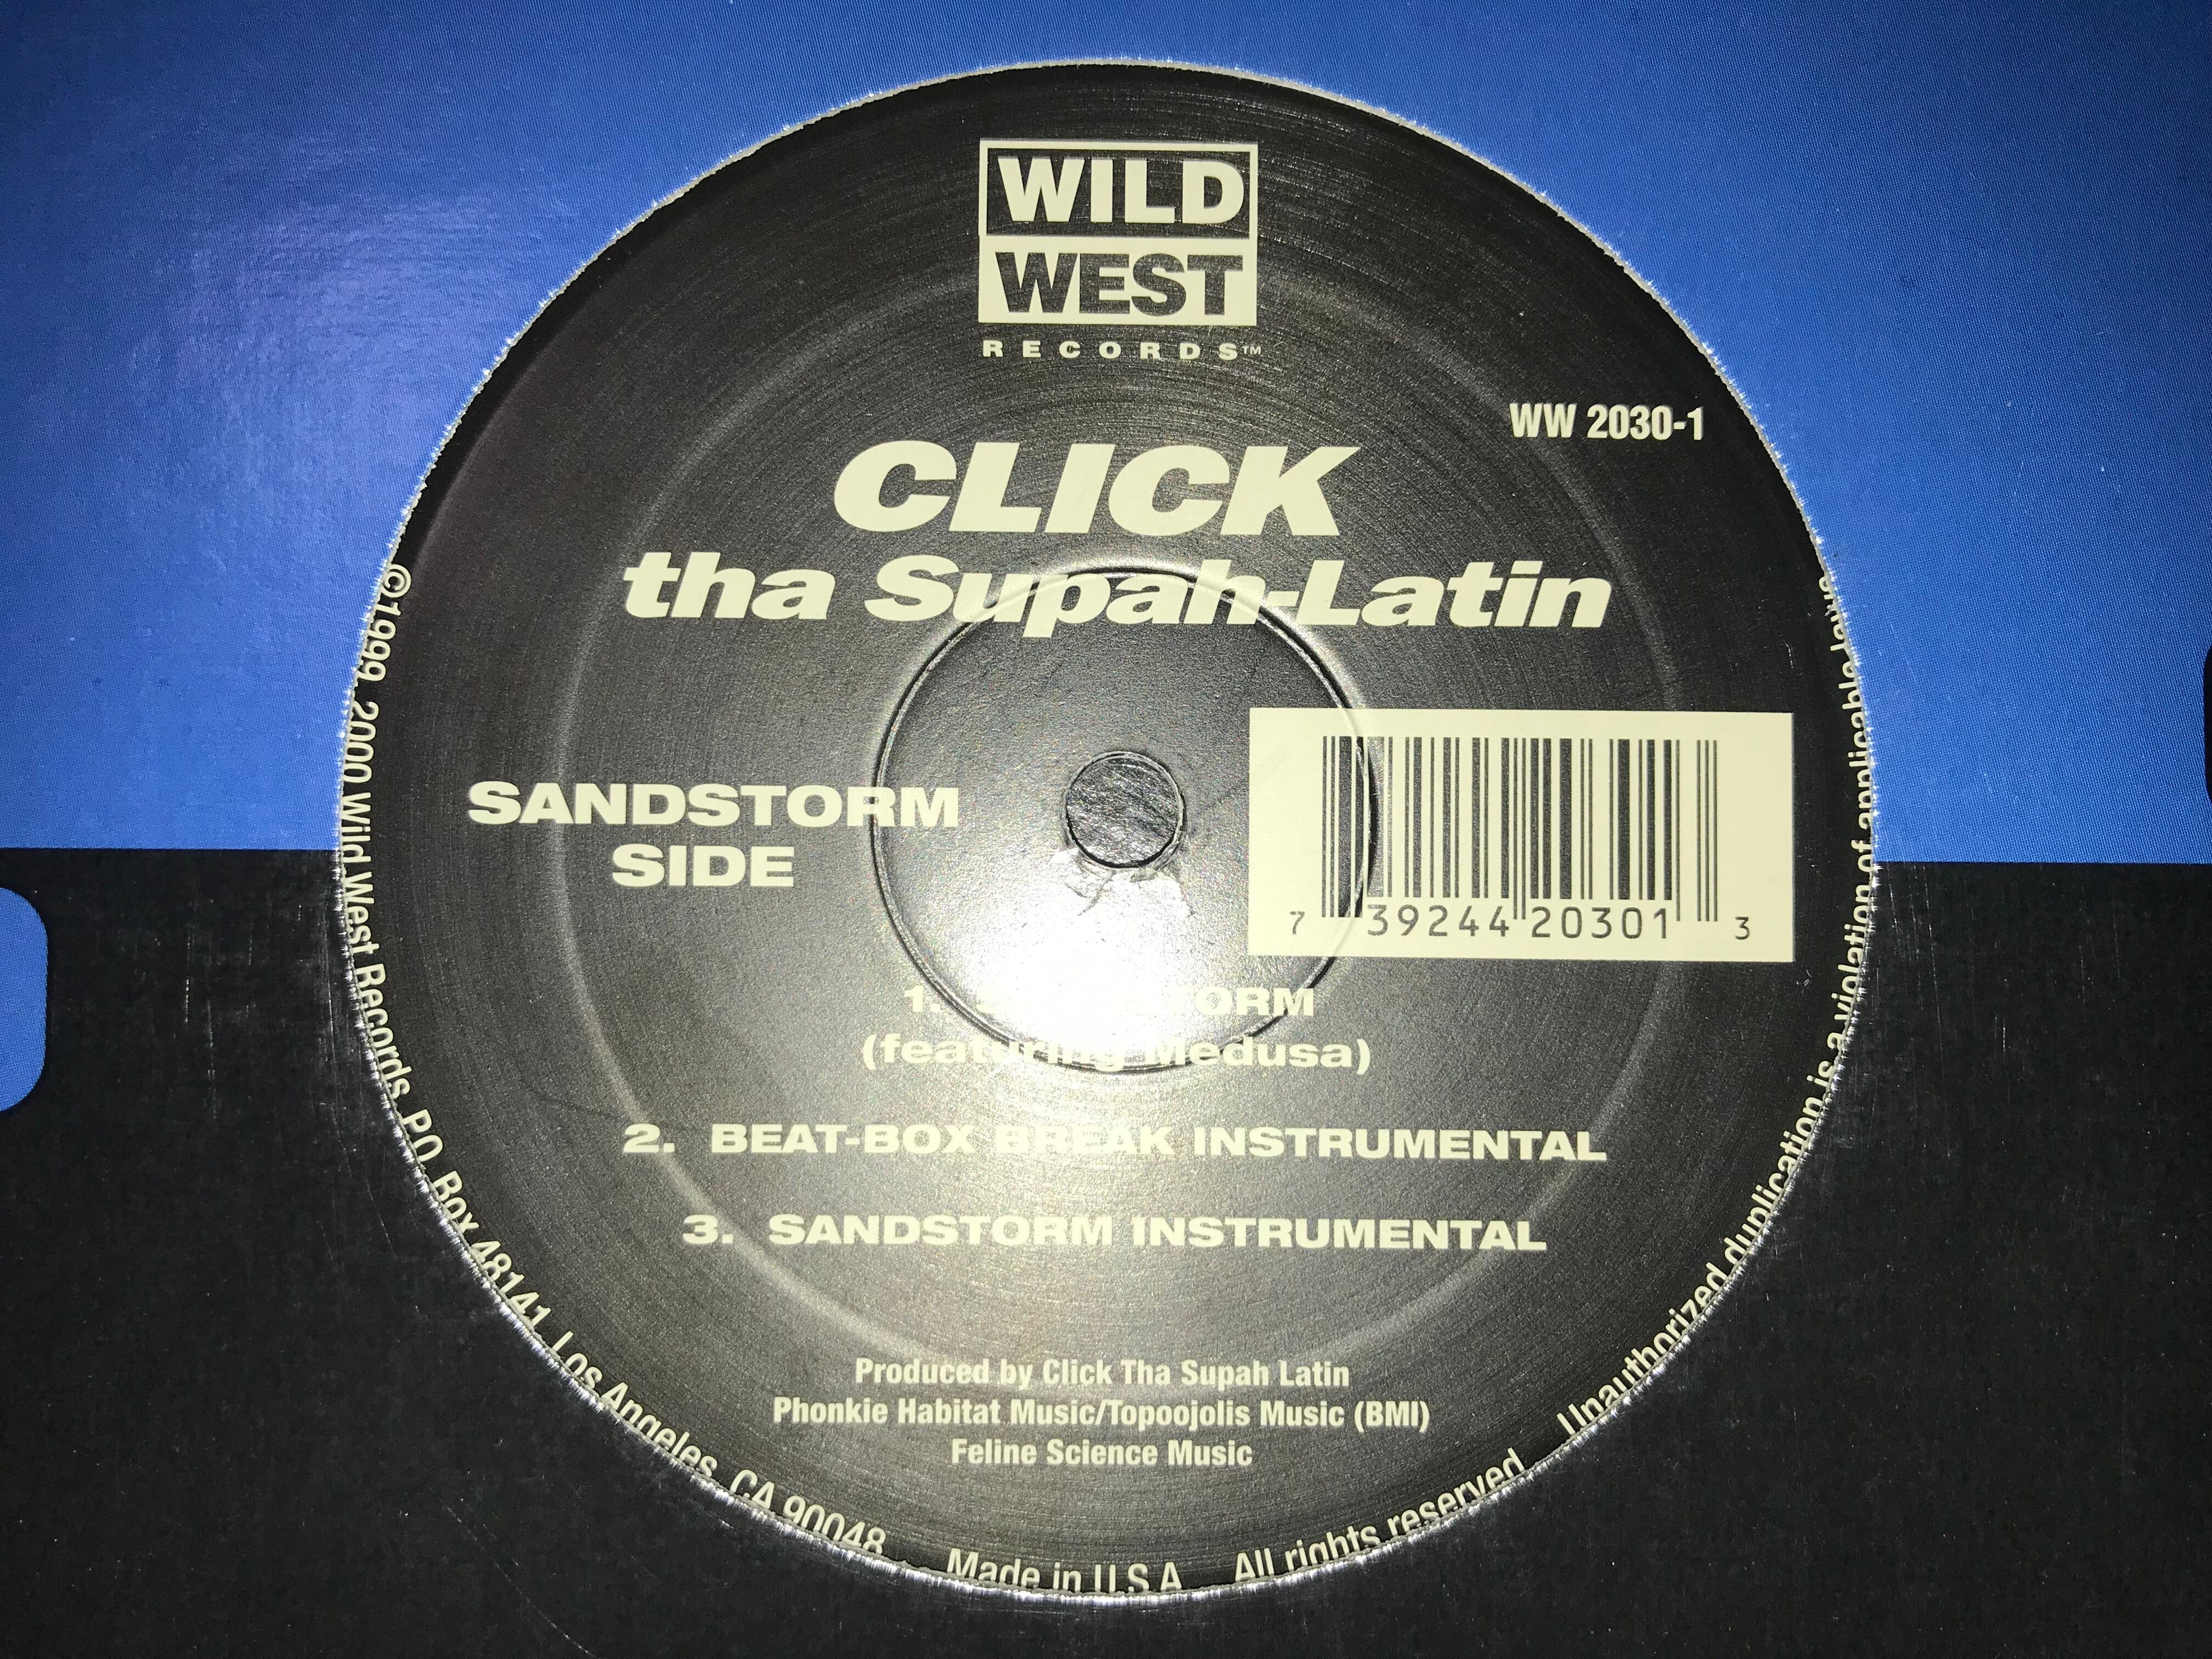 WILD
WEST
RECORDS™
WW 2030-1
CLICK
tha Supah-Latin
SANDSTORM
SIDE
7 39244 20301 3
1. SANDSTORM
(featuring Medusa)
2. BEAT-BOX BREAK INSTRUMENTAL
3. SANDSTORM INSTRUMENTAL
Produced by Click Tha Supah Latin
Phonkie Habitat Music/Topoojolis Music (BMI)
Feline Science Music
©1999, 2000 Wild West Records, P.O. Box 48141, Los Angeles, CA 90048 Made in U.S.A. All rights reserved. Unauthorized duplication is a violation of applicable laws.